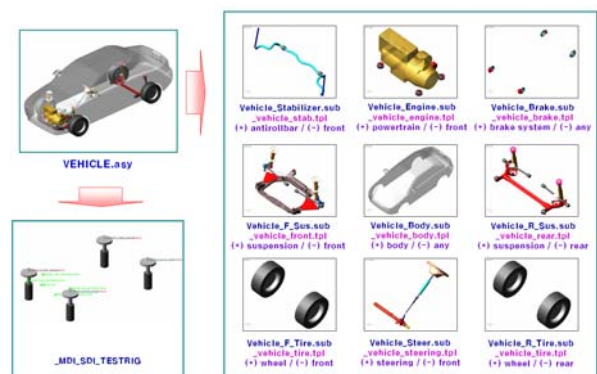 VEHICLE.asy
_MDI_SDI_TESTRIG
Vehicle_Stabilizer.sub
_vehicle_stab.tpl
(+) antirollbar / (-) front
Vehicle_Engine.sub
_vehicle_engine.tpl
(+) powertrain / (-) front
Vehicle_Brake.sub
_vehicle_brake.tpl
(+) brake system / (-) any
Vehicle_F_Sus.sub
_vehicle_front.tpl
(+) suspension / (-) front
Vehicle_Body.sub
_vehicle_body.tpl
(+) body / (-) any
Vehicle_R_Sus.sub
_vehicle_rear.tpl
(+) suspension / (-) rear
Vehicle_F_Tire.sub
_vehicle_tire.tpl
(+) wheel / (-) front
Vehicle_Steer.sub
_vehicle_steering.tpl
(+) steering / (-) front
Vehicle_R_Tire.sub
_vehicle_tire.tpl
(+) wheel / (-) rear